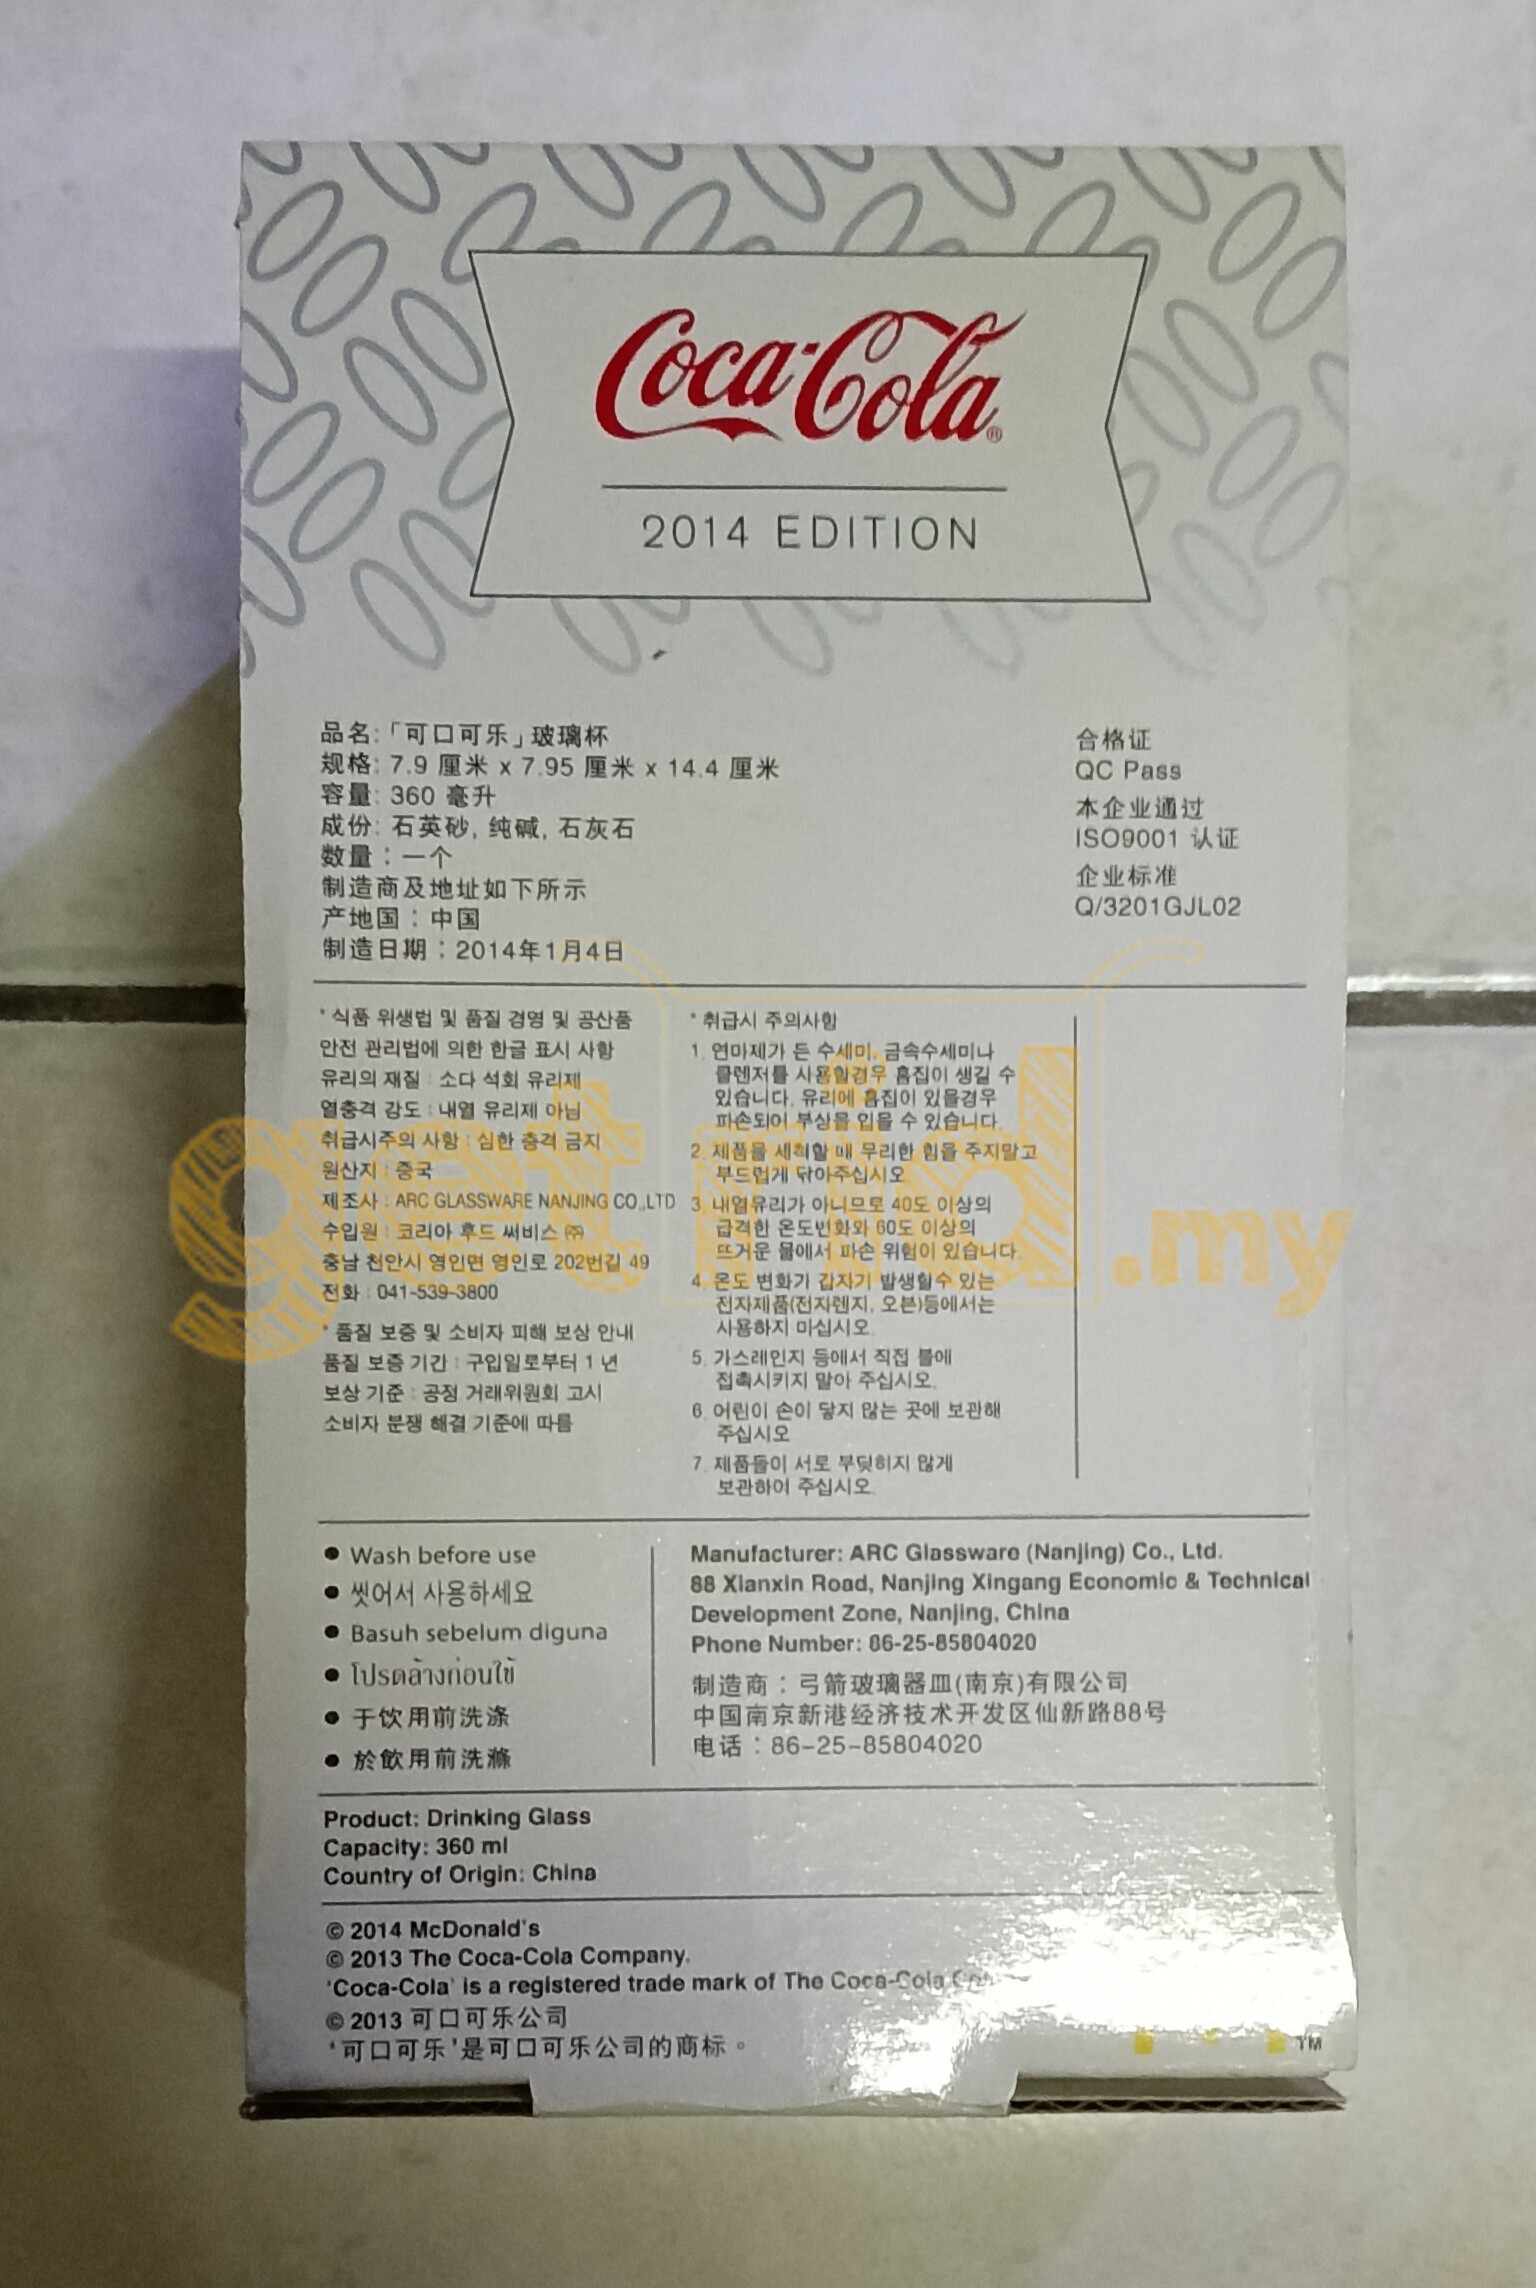 Coca-Cola®
2014 EDITION
品名:「可口可乐」玻璃杯
规格: 7.9 厘米 x 7.95 厘米 x 14.4 厘米
容量: 360 毫升
成份: 石英砂, 纯碱, 石灰石
数量：一个
制造商及地址如下所示
产地国：中国
制造日期：2014年1月4日
合格证
QC Pass
本企业通过
ISO9001 认证
企业标准
Q/3201GJL02
* 식품 위생법 및 품질 경영 및 공산품
안전 관리법에 의한 한글 표시 사항
유리의 재질 : 소다 석회 유리제
열충격 강도 : 내열 유리제 아님
취급시주의 사항 : 심한 충격 금지
원산지 : 중국
제조사 : ARC GLASSWARE NANJING CO.,LTD
수입원 : 코리아 후드 써비스 ㈜
충남 천안시 영인면 영인로 202번길 49
전화 : 041-539-3800
* 품질 보증 및 소비자 피해 보상 안내
품질 보증 기간 : 구입일로부터 1 년
보상 기준 : 공정 거래위원회 고시
소비자 분쟁 해결 기준에 따름
* 취급시 주의사항
1. 연마제가 든 수세미, 금속수세미나
클렌저를 사용할경우 흠집이 생길 수
있습니다. 유리에 흠집이 있을경우
파손되어 부상을 입을 수 있습니다.
2. 제품을 세척할 때 무리한 힘을 주지말고
부드럽게 닦아주십시오
3. 내열유리가 아니므로 40도 이상의
급격한 온도변화와 60도 이상의
뜨거운 물에서 파손 위험이 있습니다.
4. 온도 변화가 갑자기 발생할수 있는
전자제품(전자렌지, 오븐)등에서는
사용하지 마십시오.
5. 가스레인지 등에서 직접 불에
접촉시키지 말아 주십시오.
6. 어린이 손이 닿지 않는 곳에 보관해
주십시오
7. 제품들이 서로 부딪히지 않게
보관하여 주십시오.
getrid.my
● Wash before use
● 씻어서 사용하세요
● Basuh sebelum diguna
● โปรดล้างก่อนใช้
● 于饮用前洗涤
● 於飲用前洗滌
Manufacturer: ARC Glassware (Nanjing) Co., Ltd.
88 Xianxin Road, Nanjing Xingang Economic & Technical
Development Zone, Nanjing, China
Phone Number: 86-25-85804020
制造商：弓箭玻璃器皿(南京)有限公司
中国南京新港经济技术开发区仙新路88号
电话：86-25-85804020
Product: Drinking Glass
Capacity: 360 ml
Country of Origin: China
© 2014 McDonald's
© 2013 The Coca-Cola Company.
'Coca-Cola' is a registered trade mark of The Coca-Cola
© 2013 可口可乐公司
'可口可乐'是可口可乐公司的商标。
TM